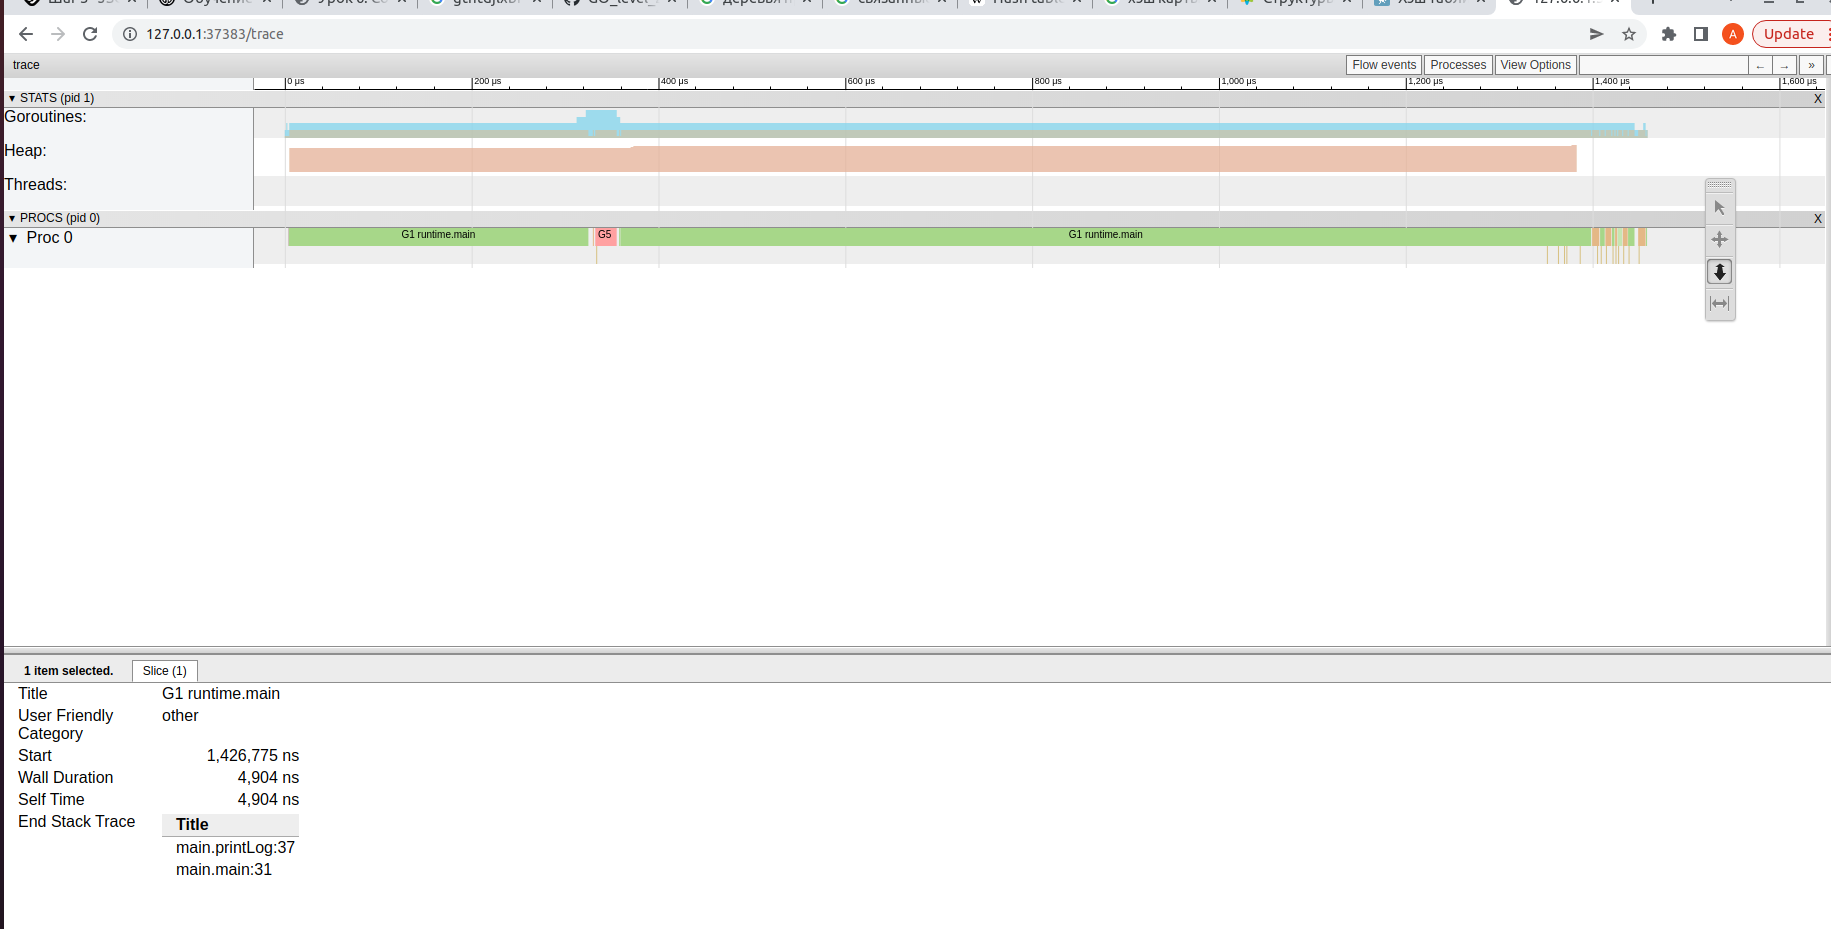 127.0.0.1:37383/trace
A
Update
trace
Flow events
Processes
View Options
←
→
»
0 μs
200 μs
400 μs
600 μs
800 μs
1,000 μs
1,200 μs
1,400 μs
1,600 μs
▾ STATS (pid 1)
X
Goroutines:
Heap:
Threads:
▾ PROCS (pid 0)
X
▾ Proc 0
G1 runtime.main
G5
G1 runtime.main
1 item selected.
Slice (1)
Title
G1 runtime.main
User Friendly
Category
other
Start
1,426,775 ns
Wall Duration
4,904 ns
Self Time
4,904 ns
End Stack Trace
Title
main.printLog:37
main.main:31